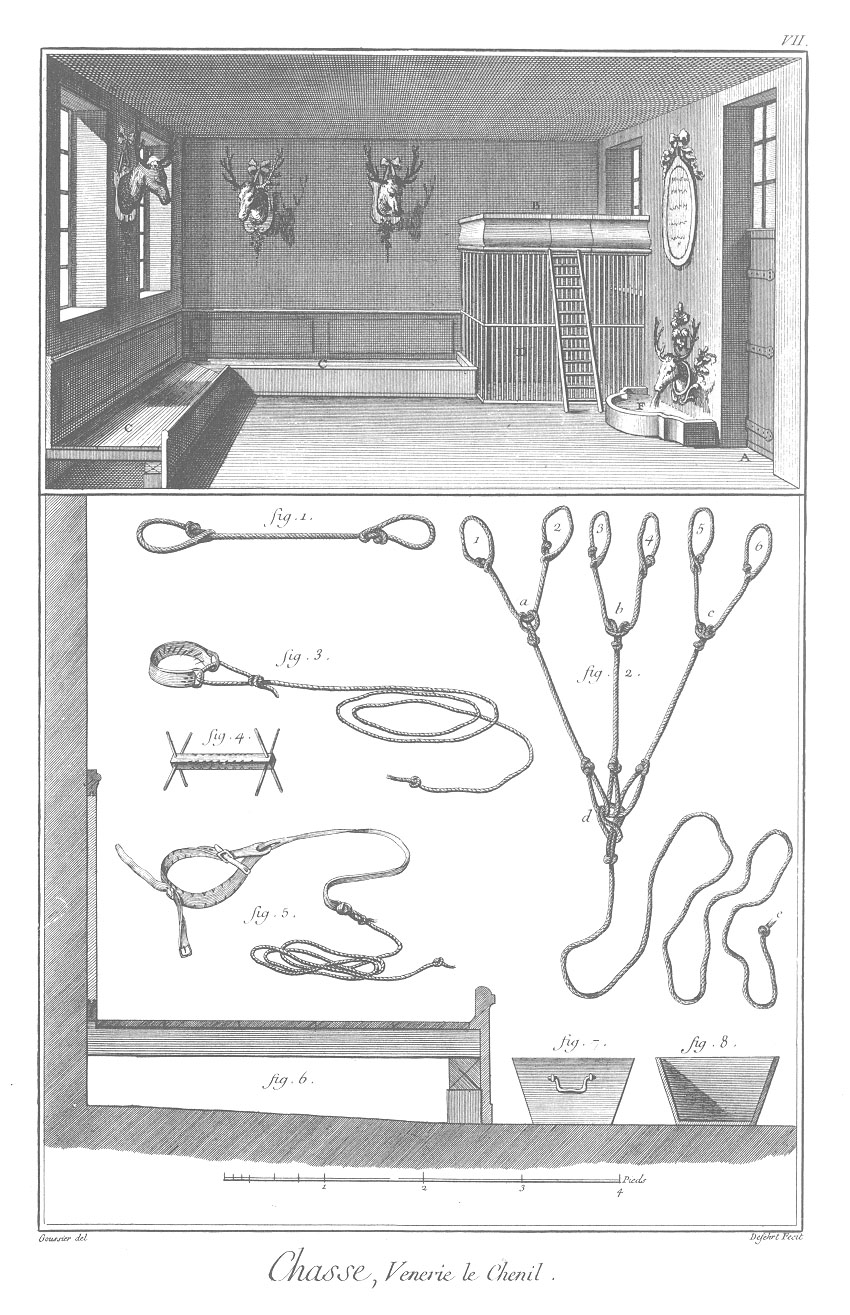 VII.
B
C
D
C
F
A
fig. 1.
1
2
3
4
5
6
a
b
c
fig. 2.
fig. 3.
fig. 4.
d
fig. 5.
e
fig. 6.
fig. 7.
fig. 8.
1
2
3
4
Pieds
Goussier del
Defehrt Fecit
Chasse, Venerie le Chenil.